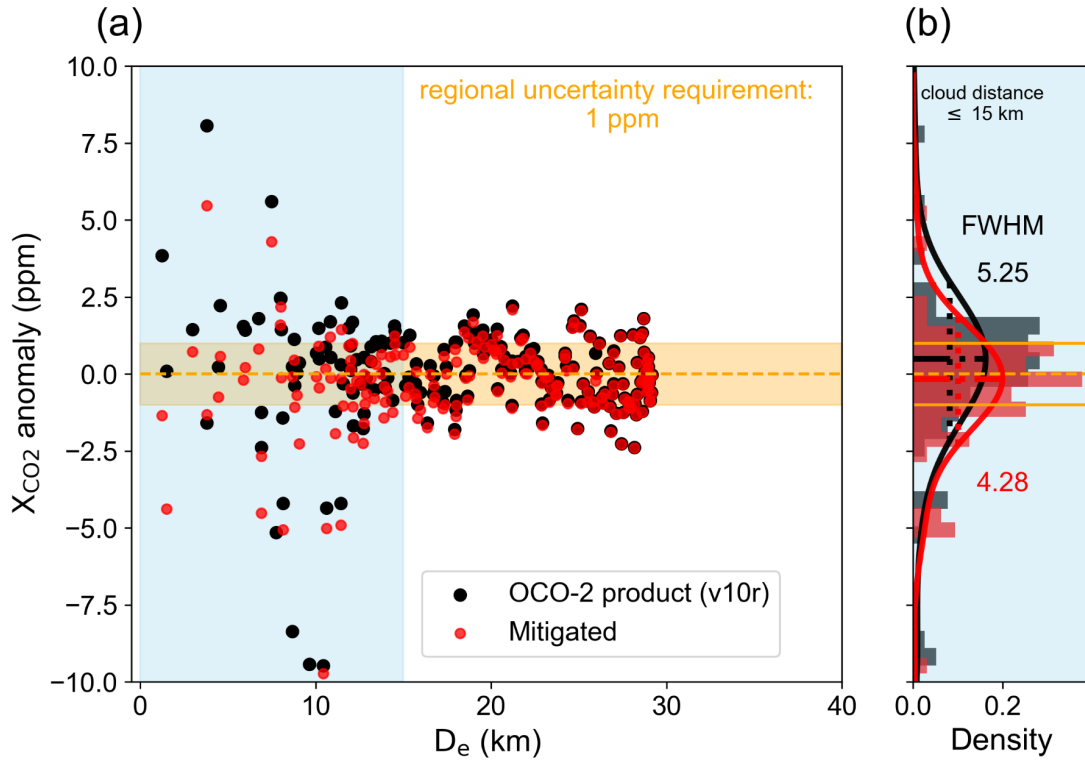 (a)
(b)
10.0
7.5
5.0
2.5
0.0
−2.5
−5.0
−7.5
−10.0
X_CO2 anomaly (ppm)
regional uncertainty requirement:
1 ppm
OCO-2 product (v10r)
Mitigated
0
10
20
30
40
D_e (km)
cloud distance
≤ 15 km
FWHM
5.25
4.28
0.0
0.2
Density